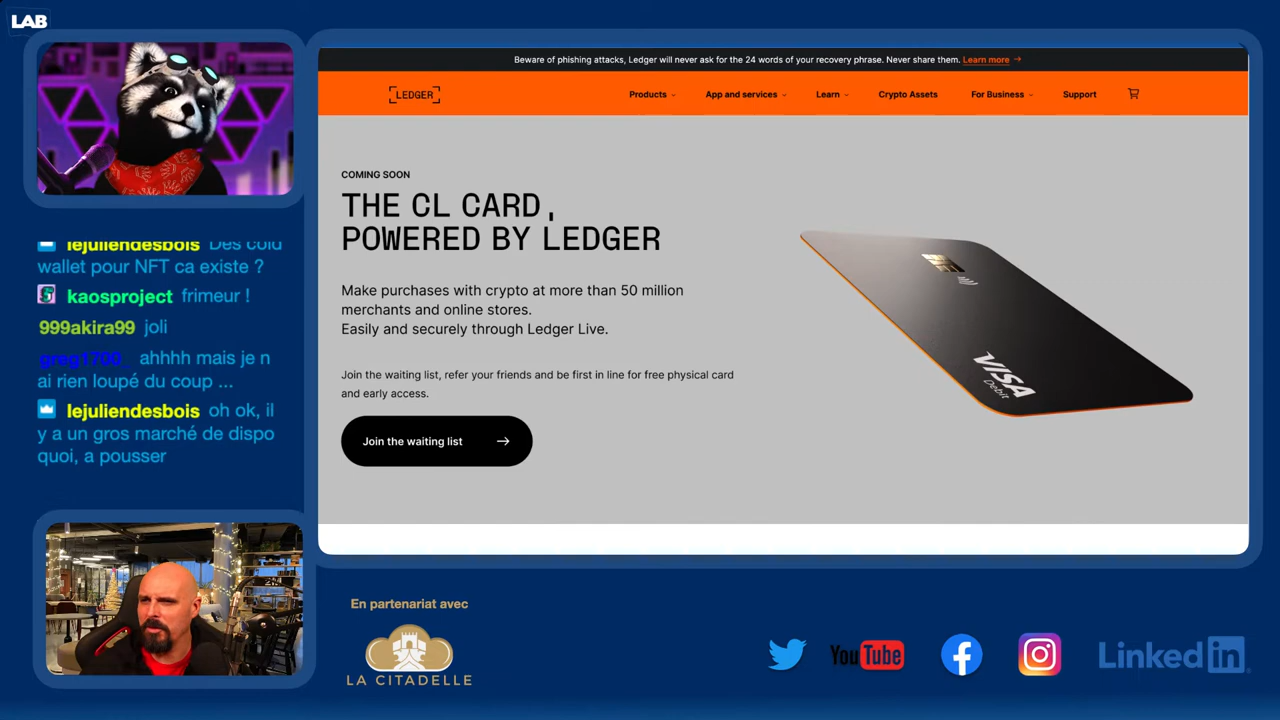 LAB
lejuliendesbois Des cold
wallet pour NFT ca existe ?
kaosproject frimeur !
999akira99 joli
greg1700_ ahhhh mais je n
ai rien loupé du coup ...
lejuliendesbois oh ok, il
y a un gros marché de dispo
quoi, a pousser
Beware of phishing attacks, Ledger will never ask for the 24 words of your recovery phrase. Never share them. Learn more
LEDGER
Products
App and services
Learn
Crypto Assets
For Business
Support
COMING SOON
THE CL CARD,
POWERED BY LEDGER
Make purchases with crypto at more than 50 million
merchants and online stores.
Easily and securely through Ledger Live.
Join the waiting list, refer your friends and be first in line for free physical card
and early access.
Join the waiting list
VISA
Debit
En partenariat avec
LA CITADELLE
YouTube
LinkedIn